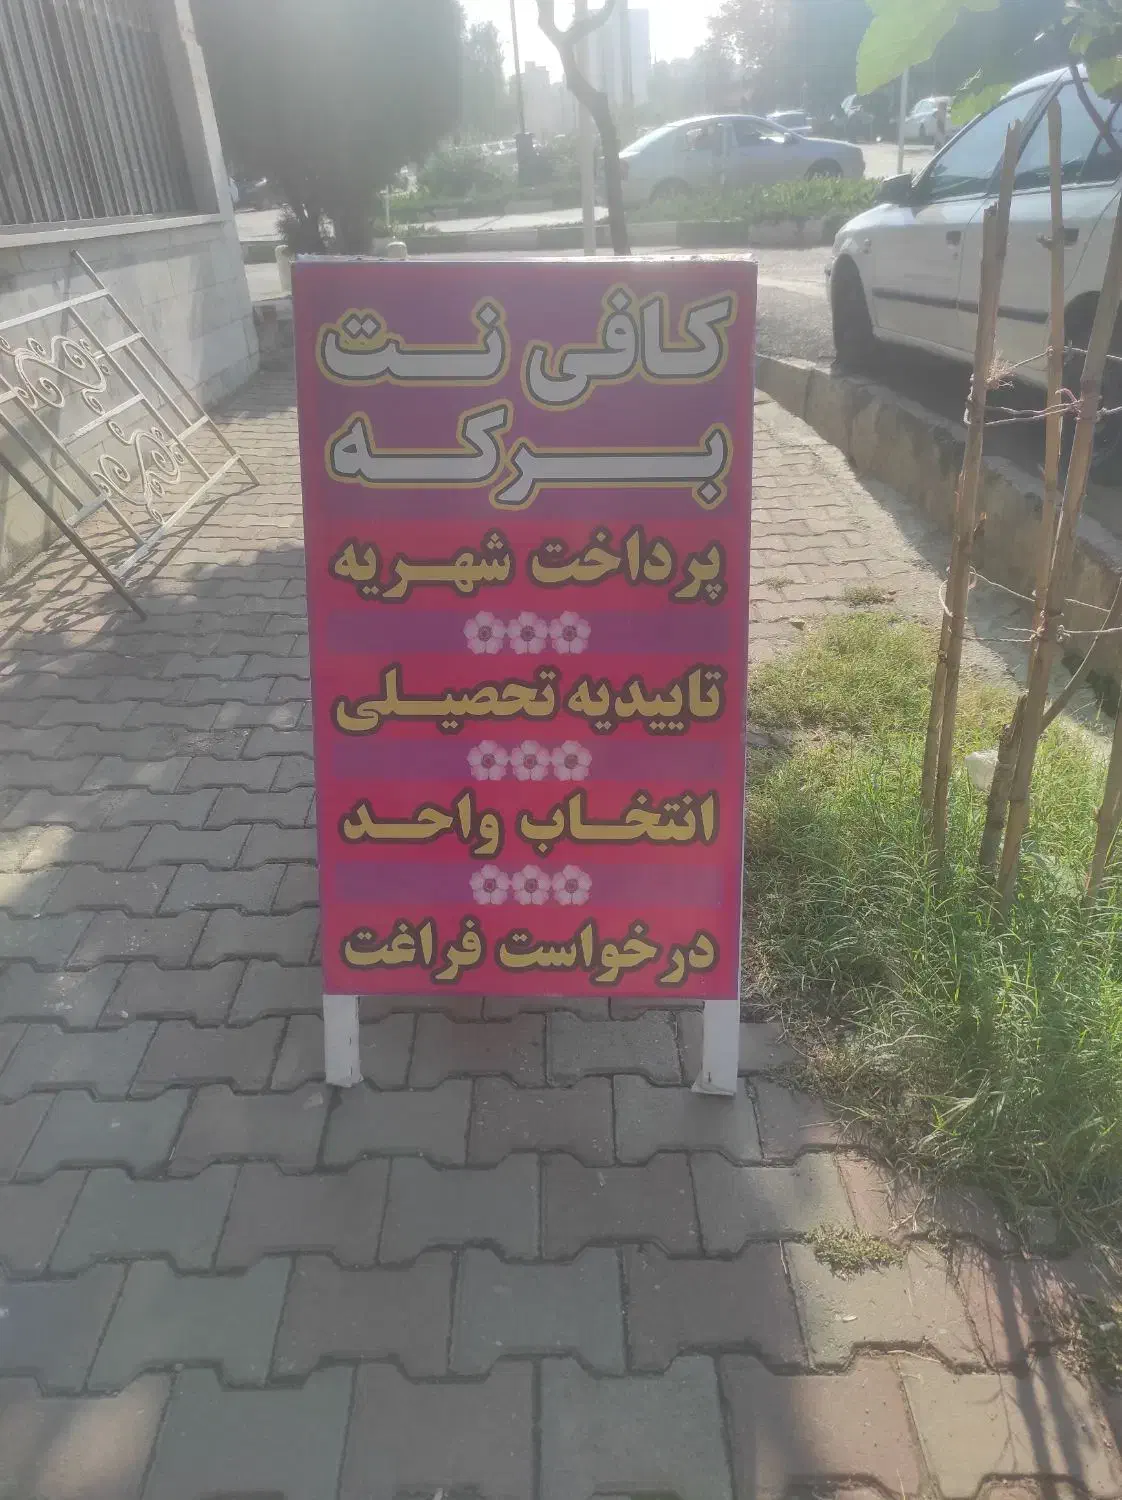 کافی نت
برکه
پرداخت شهریه
تاییدیه تحصیلی
انتخاب واحد
درخواست فراغت